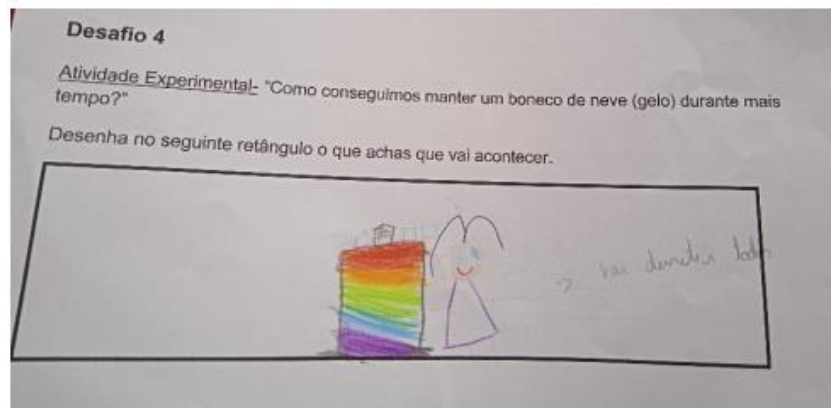 Desafio 4
Atividade Experimental- "Como conseguimos manter um boneco de neve (gelo) durante mais
tempo?"
Desenha no seguinte retângulo o que achas que vai acontecer.
→ vai derreter todo